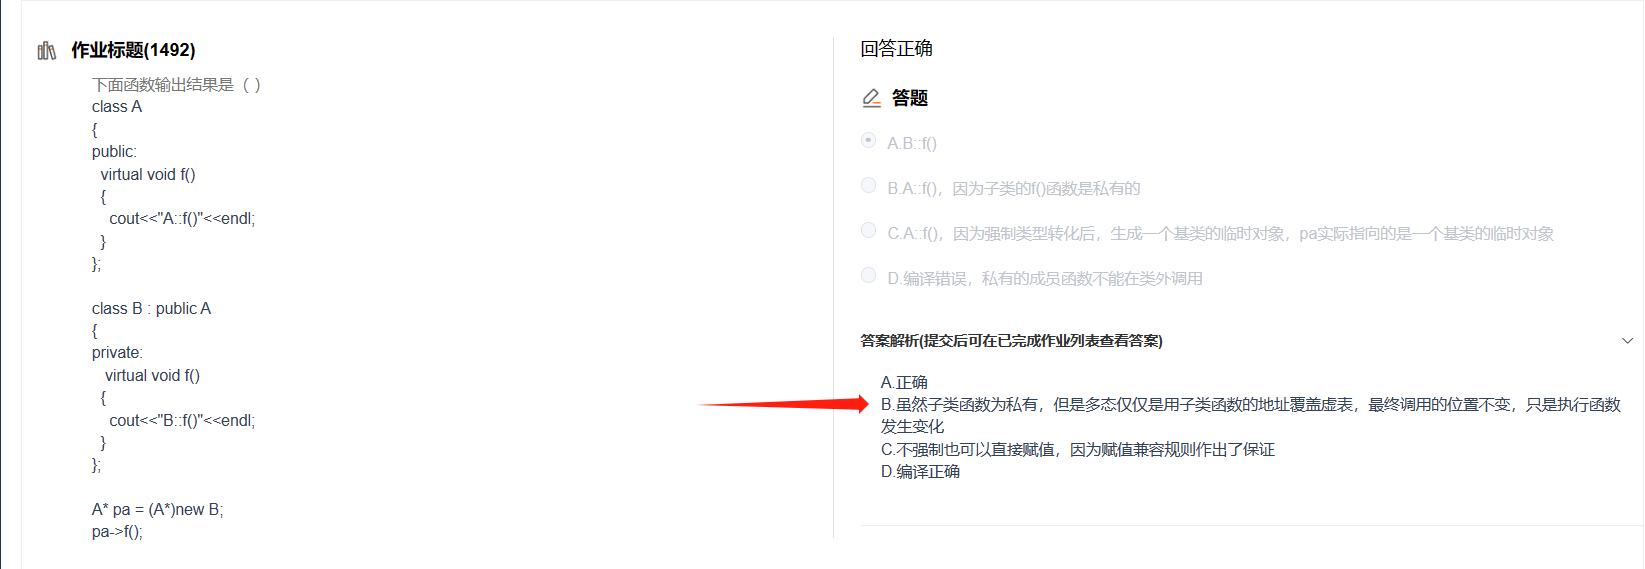 作业标题(1492)
下面函数输出结果是（ ）
class A
{
public:
virtual void f()
{
cout<<"A::f()"<<endl;
}
};
class B : public A
{
private:
virtual void f()
{
cout<<"B::f()"<<endl;
}
};
A* pa = (A*)new B;
pa->f();
回答正确
答题
A.B::f()
B.A::f()，因为子类的f()函数是私有的
C.A::f()，因为强制类型转化后，生成一个基类的临时对象，pa实际指向的是一个基类的临时对象
D.编译错误，私有的成员函数不能在类外调用
答案解析(提交后可在已完成作业列表查看答案)
A.正确
B.虽然子类函数为私有，但是多态仅仅是用子类函数的地址覆盖虚表，最终调用的位置不变，只是执行函数
发生变化
C.不强制也可以直接赋值，因为赋值兼容规则作出了保证
D.编译正确